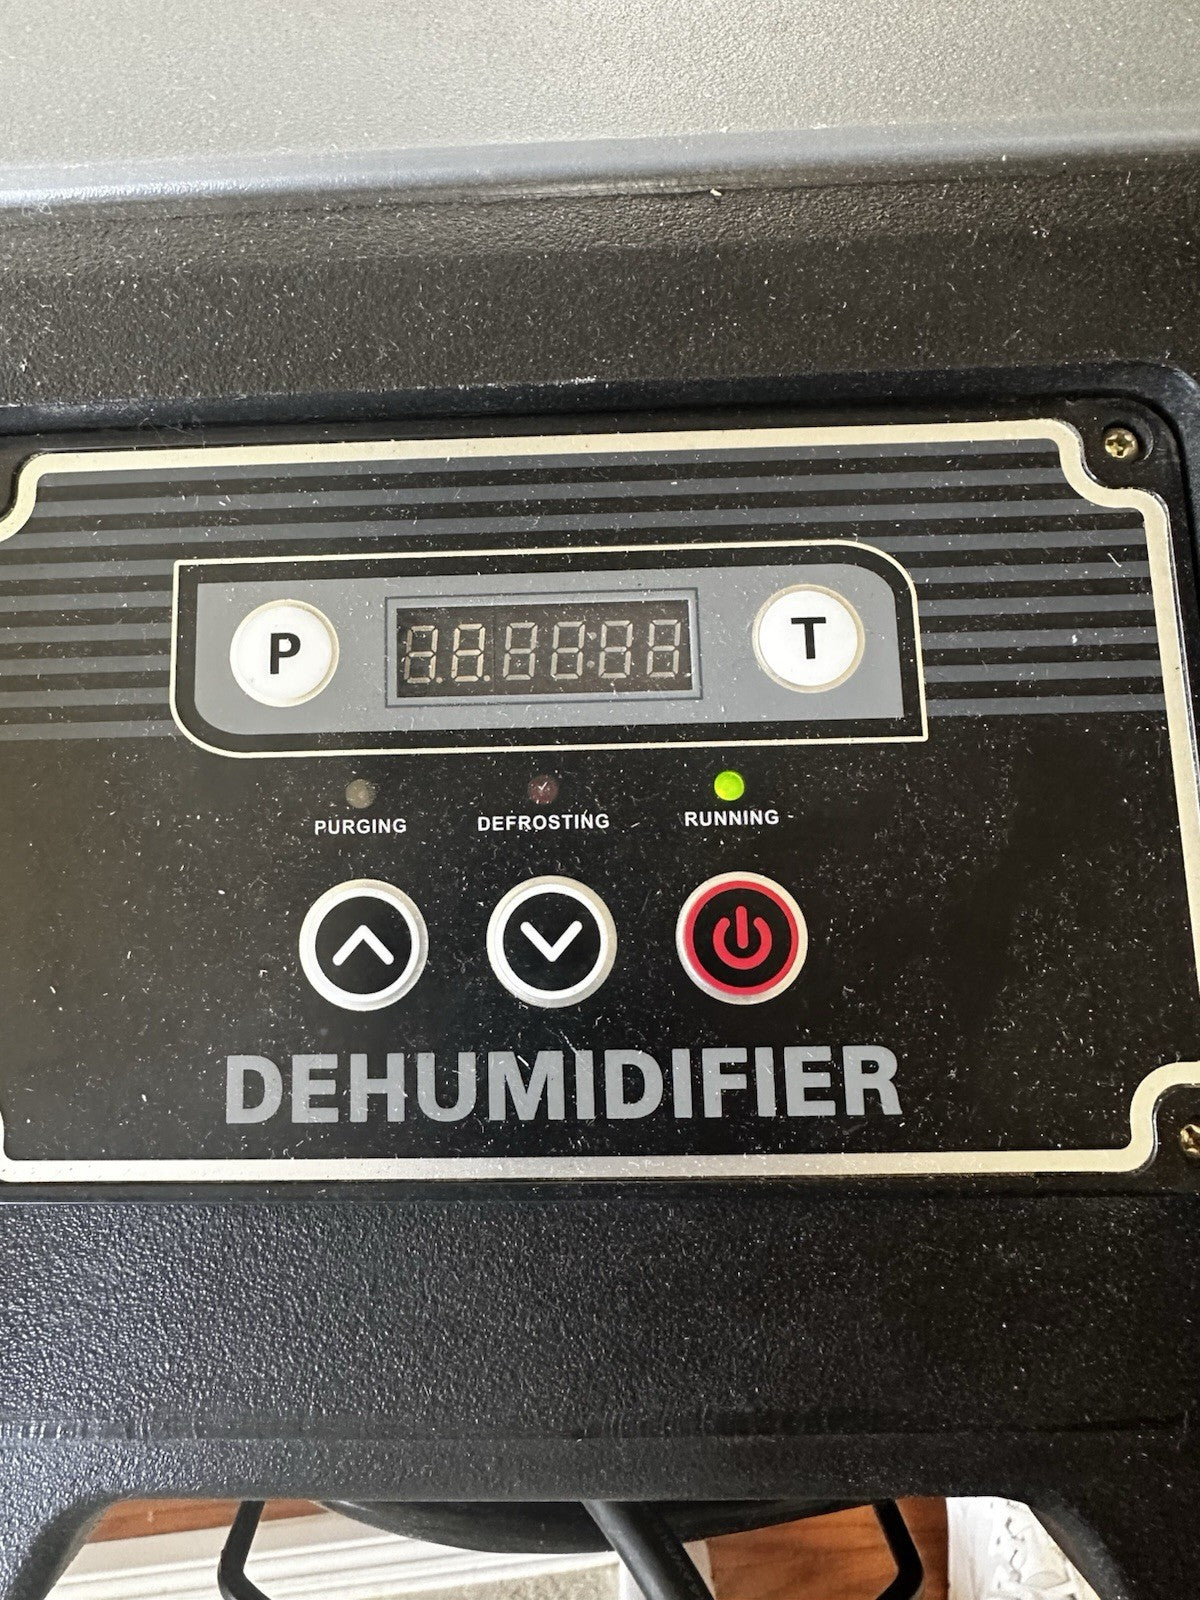 P
T
PURGING
DEFROSTING
RUNNING
DEHUMIDIFIER